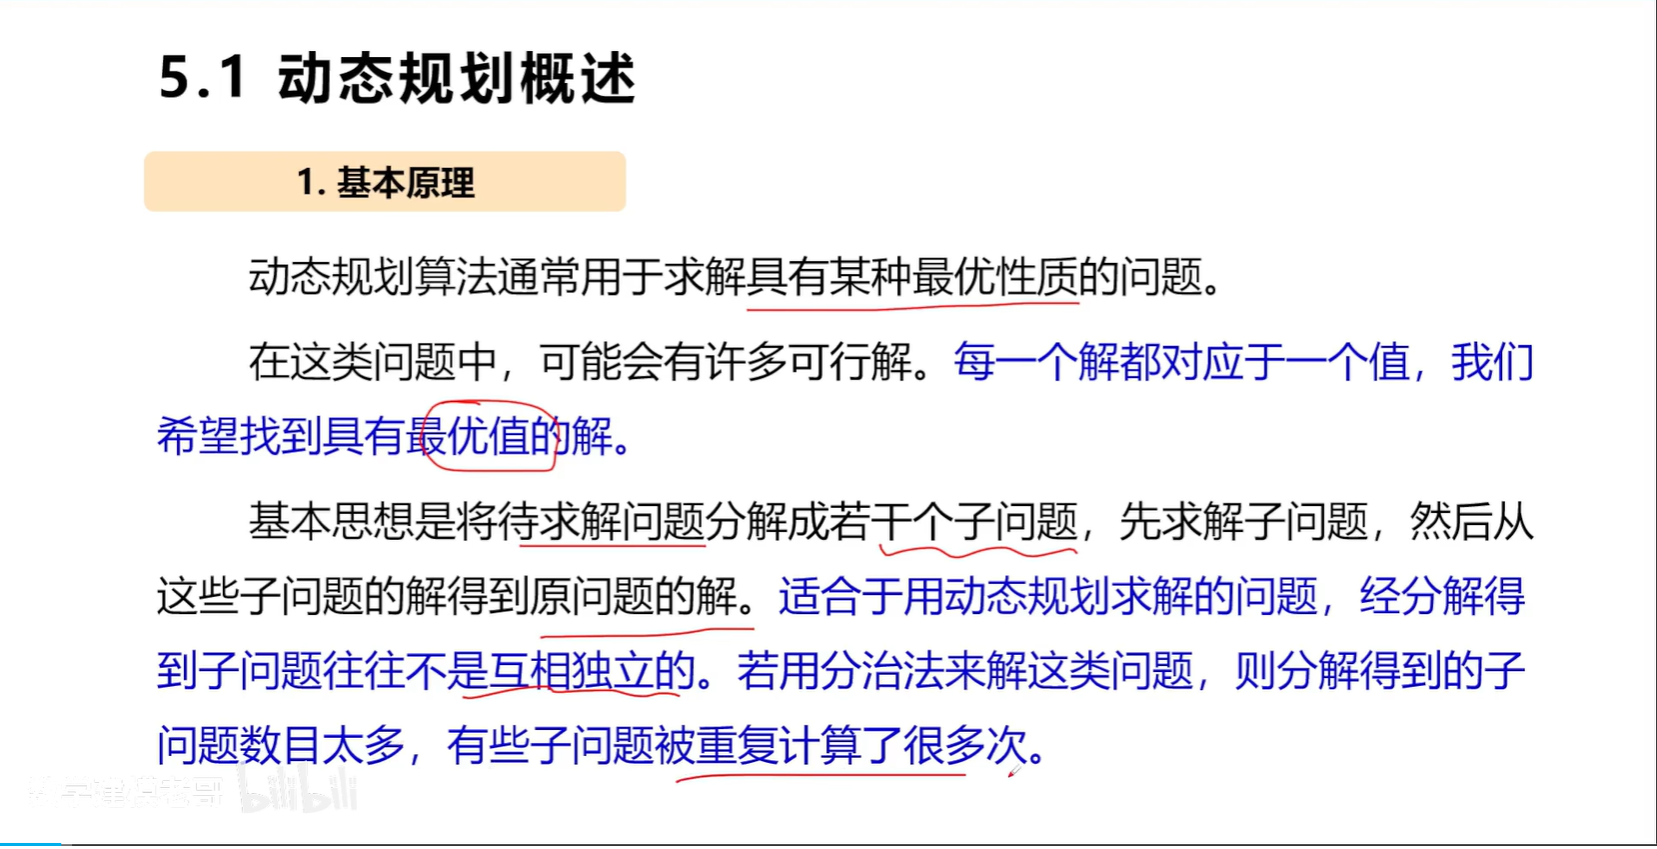 5.1 动态规划概述
1. 基本原理
动态规划算法通常用于求解具有某种最优性质的问题。
在这类问题中，可能会有许多可行解。每一个解都对应于一个值，我们
希望找到具有最优值的解。
基本思想是将待求解问题分解成若干个子问题，先求解子问题，然后从
这些子问题的解得到原问题的解。适合于用动态规划求解的问题，经分解得
到子问题往往不是互相独立的。若用分治法来解这类问题，则分解得到的子
问题数目太多，有些子问题被重复计算了很多次。
数学建模老哥 bilibili